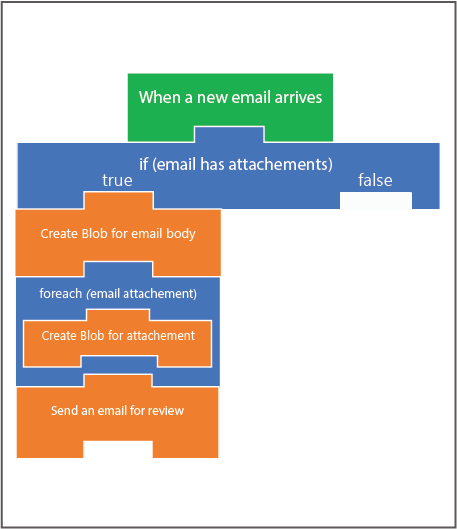 When a new email arrives
if (email has attachements)
true
false
Create Blob for email body
foreach (email attachement)
Create Blob for attachement
Send an email for review